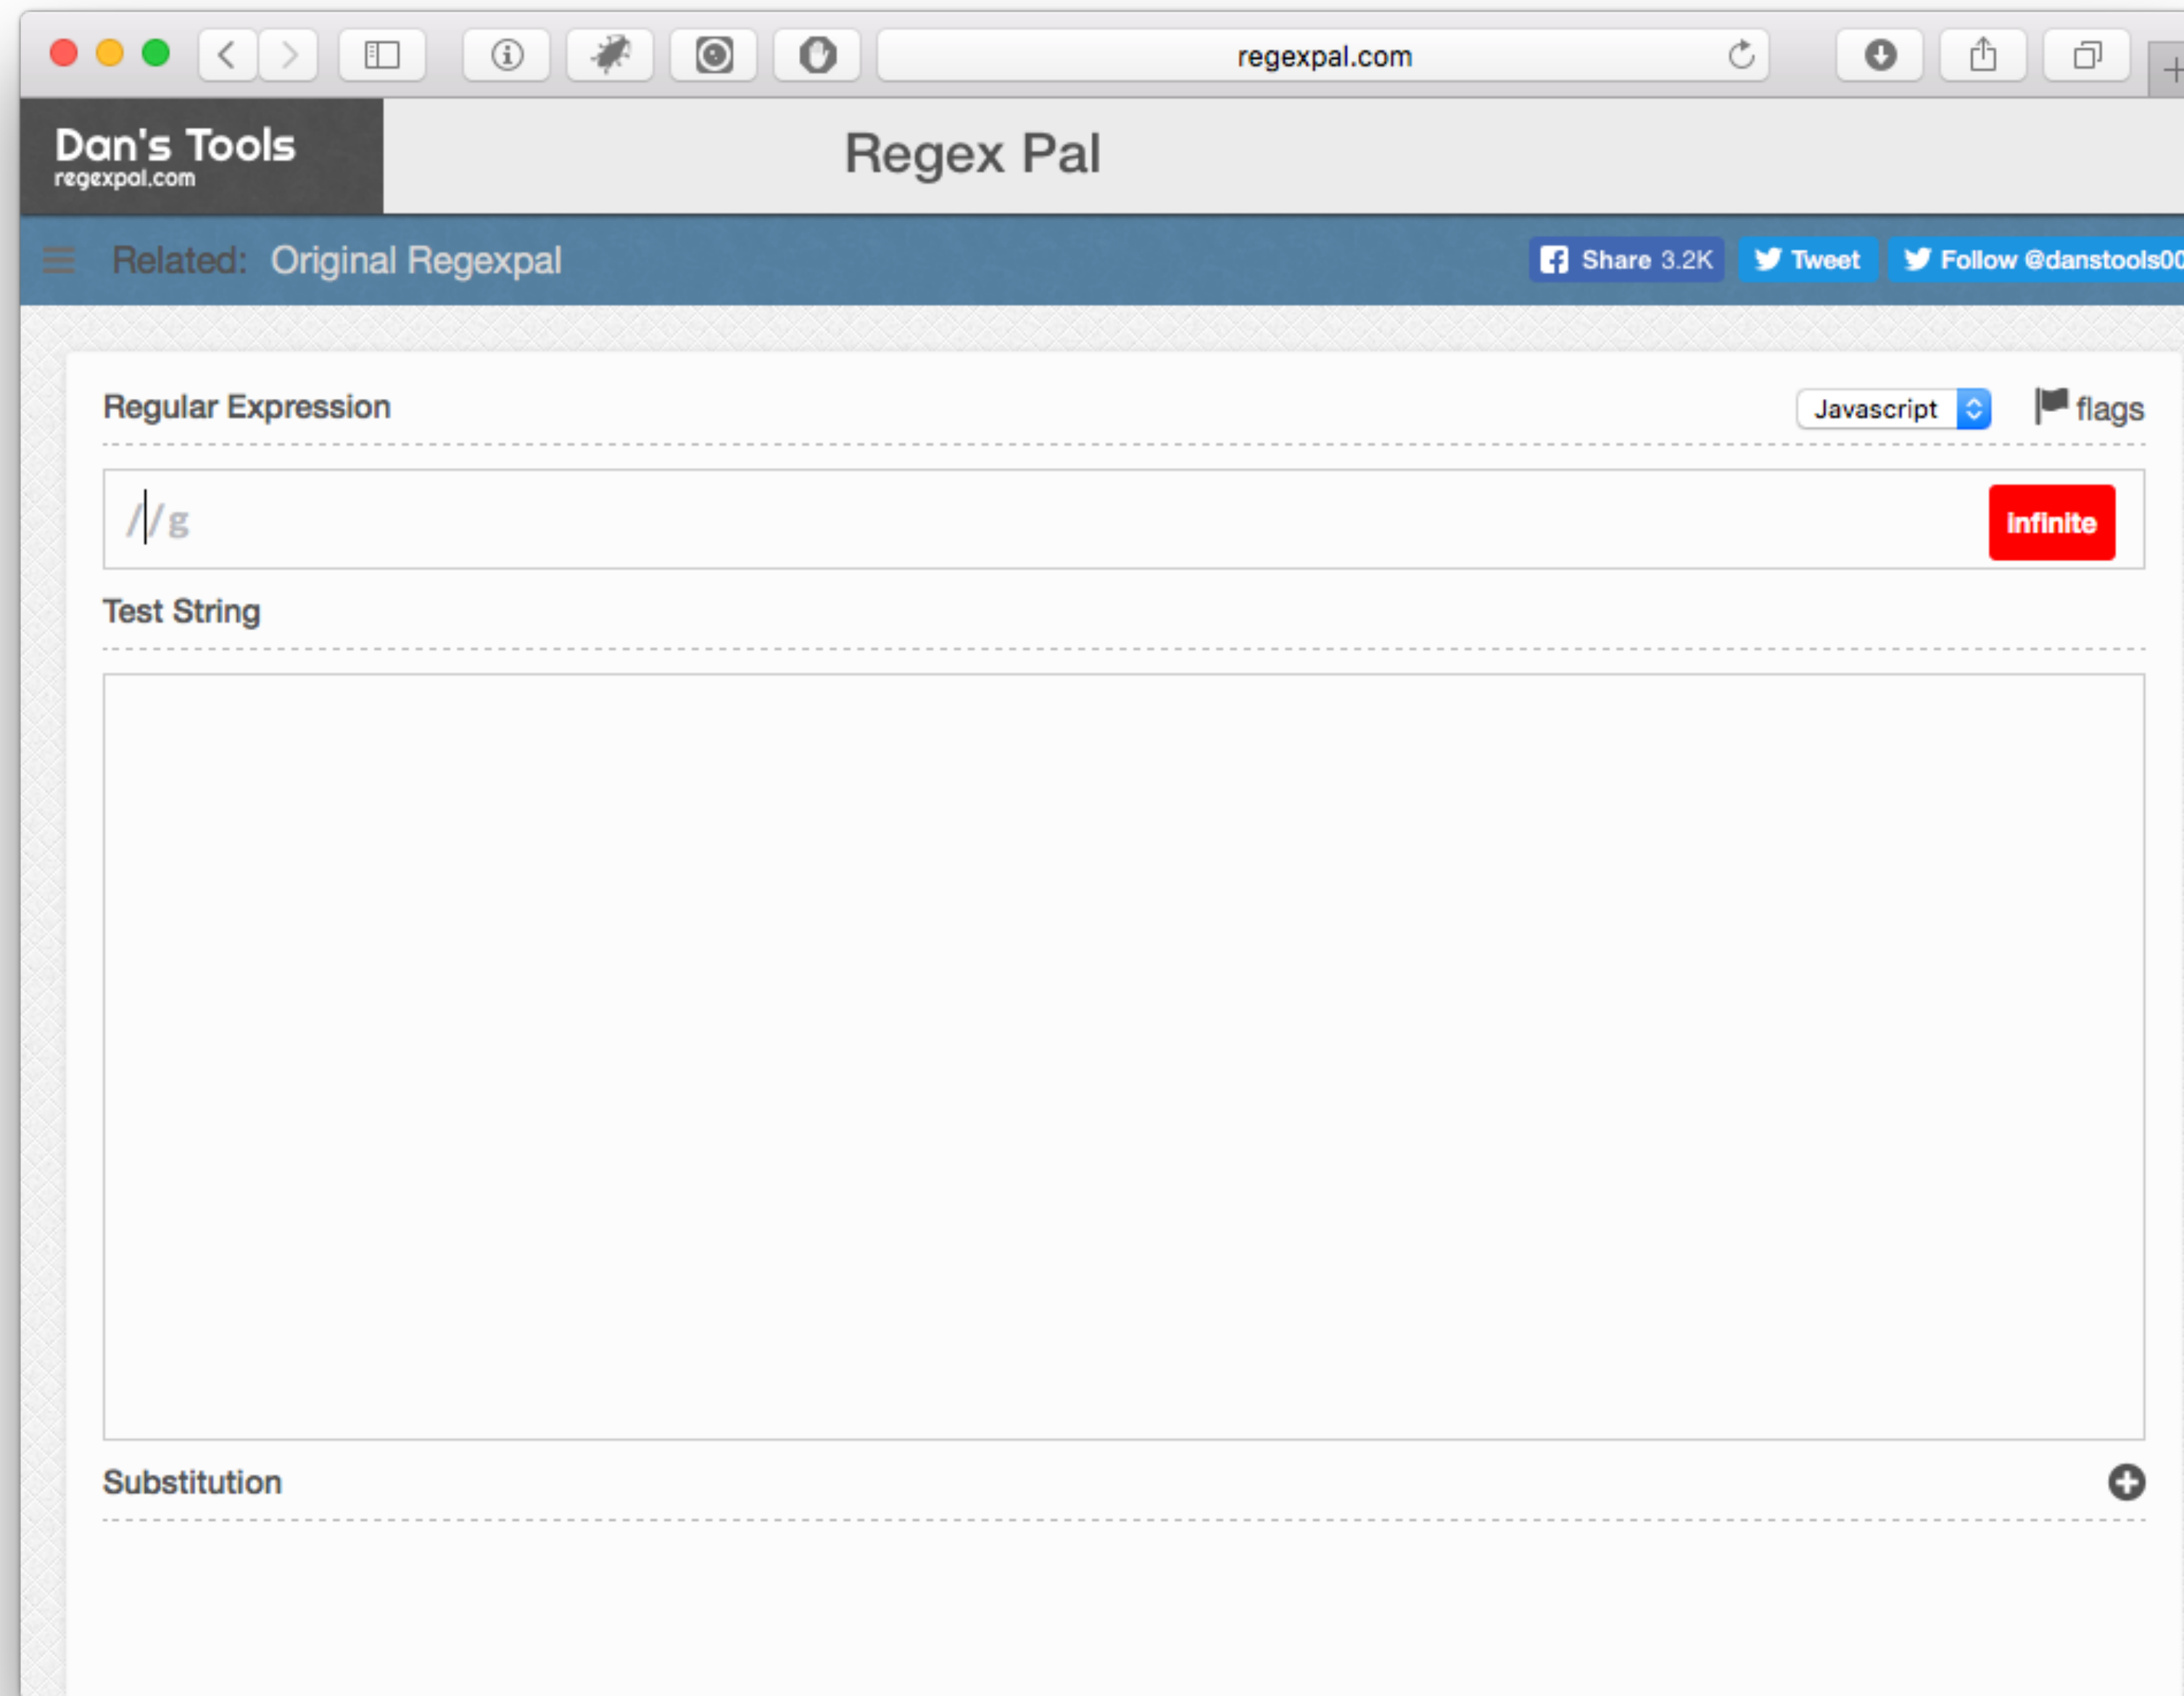 regexpal.com
Dan's Tools
regexpal.com
Regex Pal
Related: Original Regexpal
Share 3.2K
Tweet
Follow @danstools00
Regular Expression
Javascript
flags
//g
infinite
Test String
Substitution